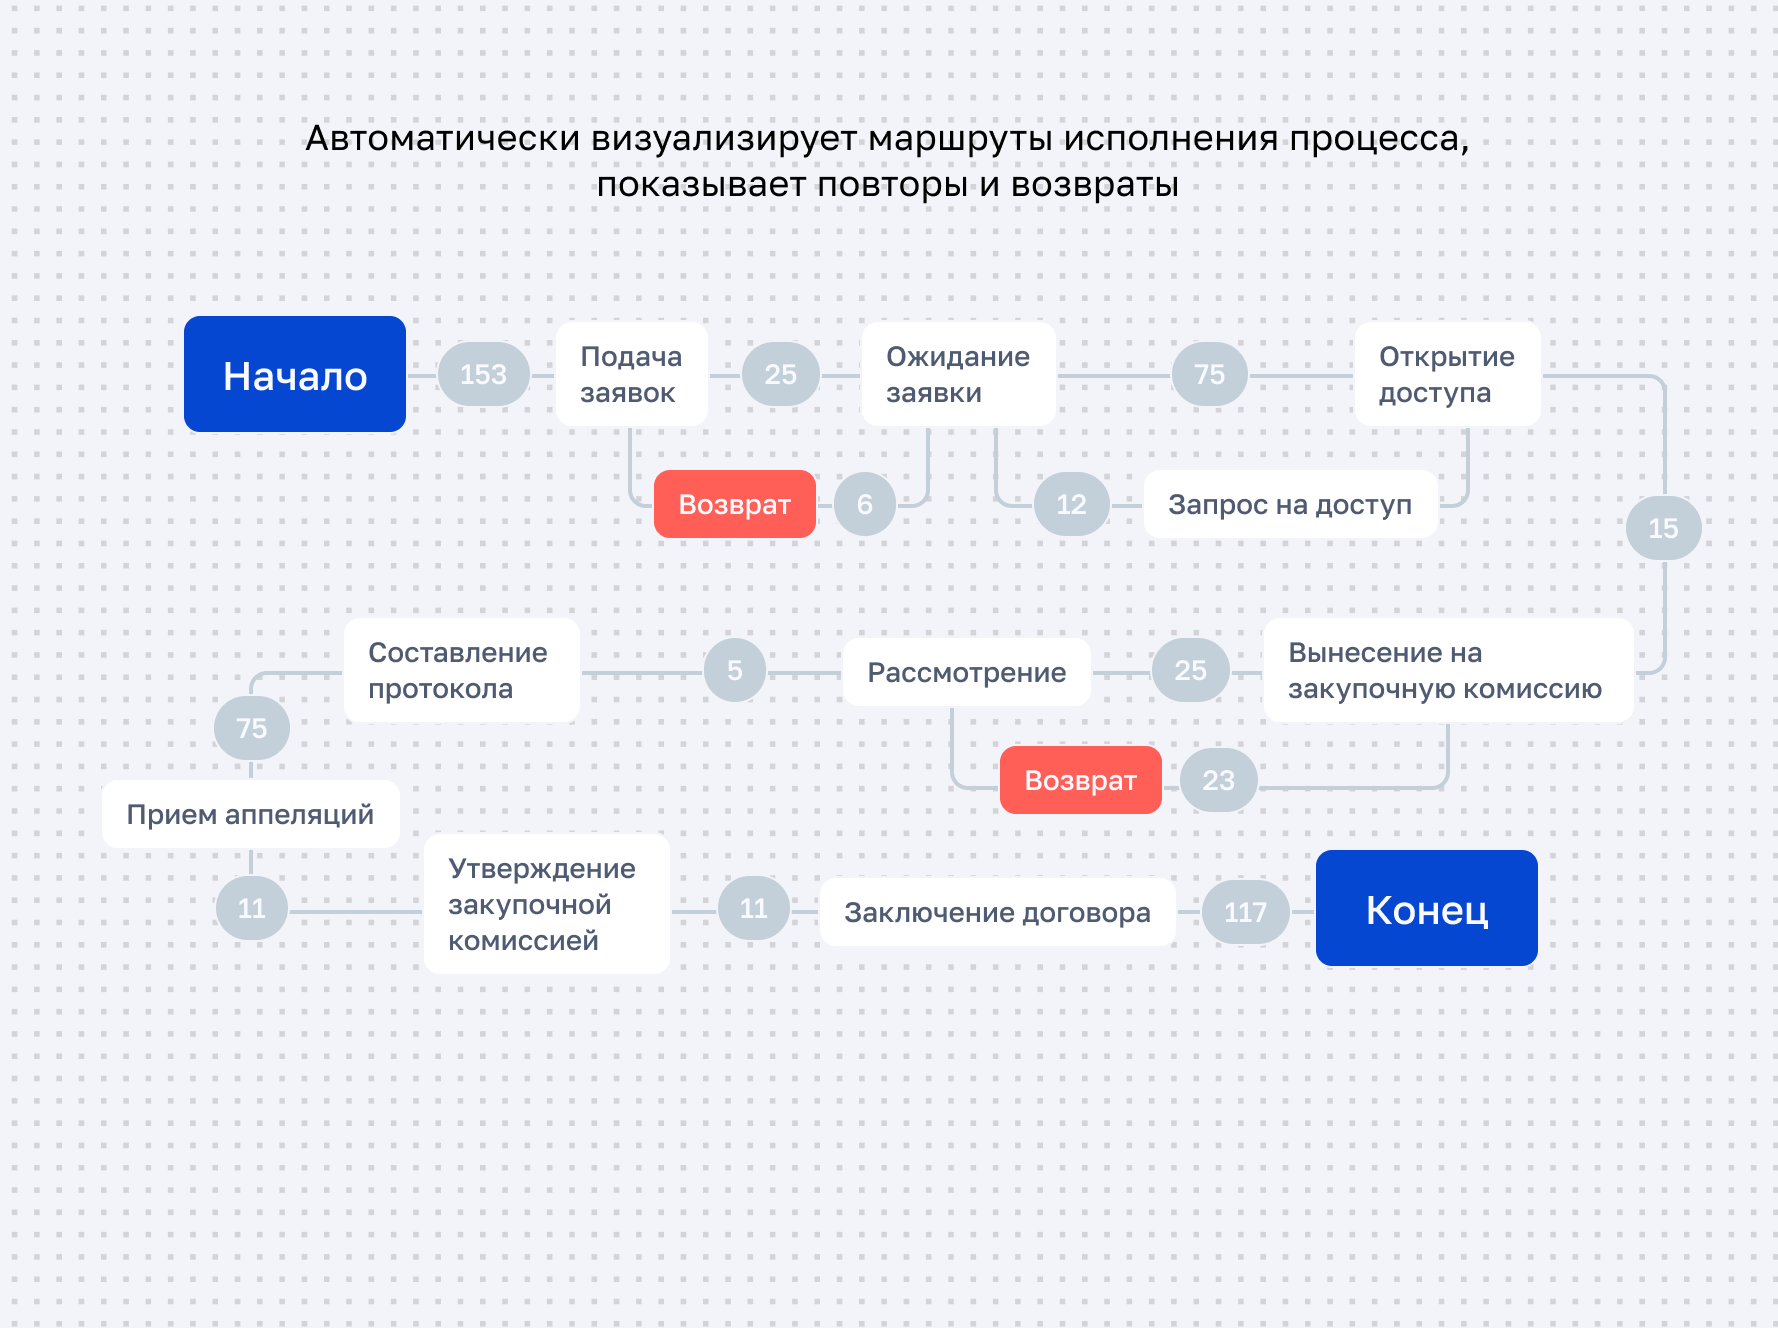 Автоматически визуализирует маршруты исполнения процесса,
показывает повторы и возвраты
Начало
153
Подача
заявок
25
Ожидание
заявки
75
Открытие
доступа
Возврат
6
12
Запрос на доступ
15
Составление
протокола
5
Рассмотрение
25
Вынесение на
закупочную комиссию
75
Возврат
23
Прием аппеляций
11
Утверждение
закупочной
комиссией
11
Заключение договора
117
Конец